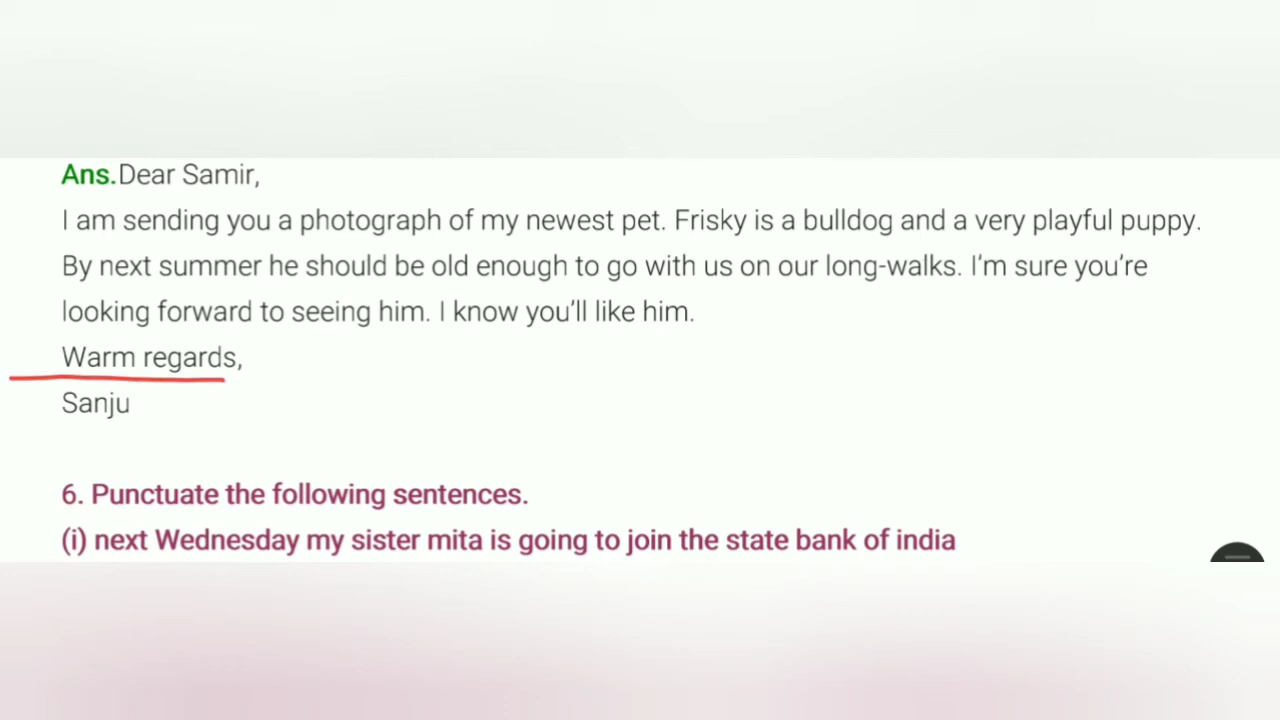 Ans.Dear Samir,
I am sending you a photograph of my newest pet. Frisky is a bulldog and a very playful puppy.
By next summer he should be old enough to go with us on our long-walks. I’m sure you’re
looking forward to seeing him. I know you’ll like him.
Warm regards,
Sanju
6. Punctuate the following sentences.
(i) next Wednesday my sister mita is going to join the state bank of india